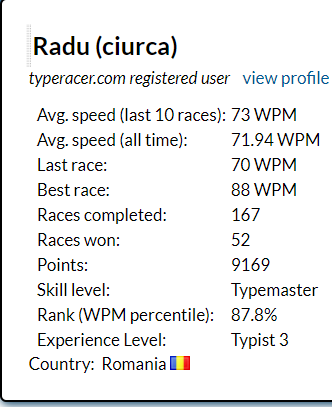 Radu (ciurca)
typeracer.com registered user view profile
Avg. speed (last 10 races): 73 WPM
Avg. speed (all time): 71.94 WPM
Last race: 70 WPM
Best race: 88 WPM
Races completed: 167
Races won: 52
Points: 9169
Skill level: Typemaster
Rank (WPM percentile): 87.8%
Experience Level: Typist 3
Country: Romania